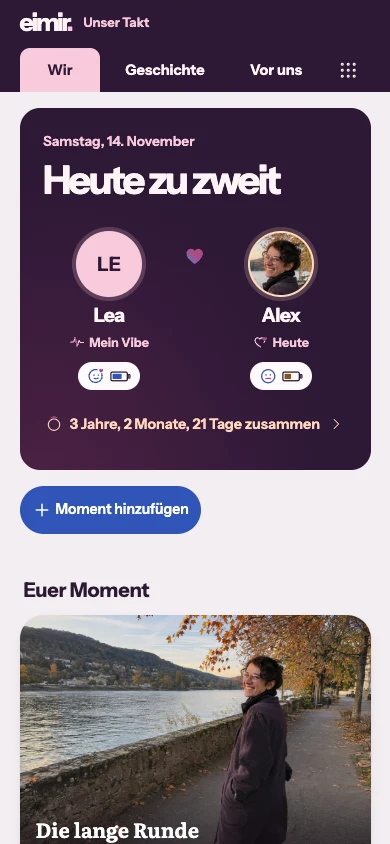 eimir. Unser Takt
Wir Geschichte Vor uns
Samstag, 14. November
Heute zu zweit
LE
Lea Alex
Mein Vibe Heute
3 Jahre, 2 Monate, 21 Tage zusammen
Moment hinzufügen
Euer Moment
Die lange Runde